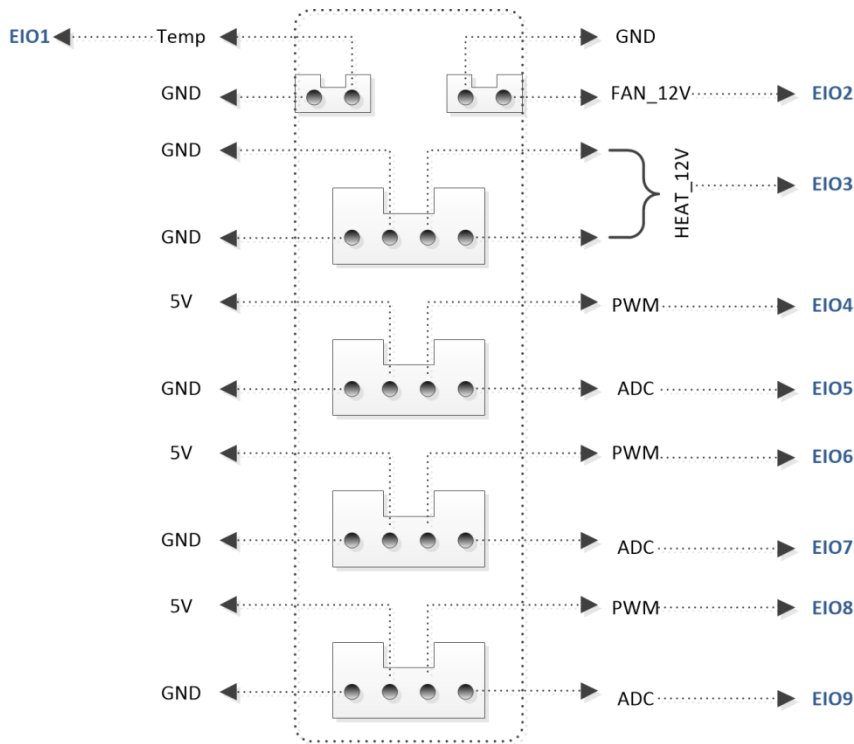 EIO1 Temp GND
GND FAN_12V EIO2
GND
HEAT_12V EIO3
GND
5V PWM EIO4
GND ADC EIO5
5V PWM EIO6
GND ADC EIO7
5V PWM EIO8
GND ADC EIO9